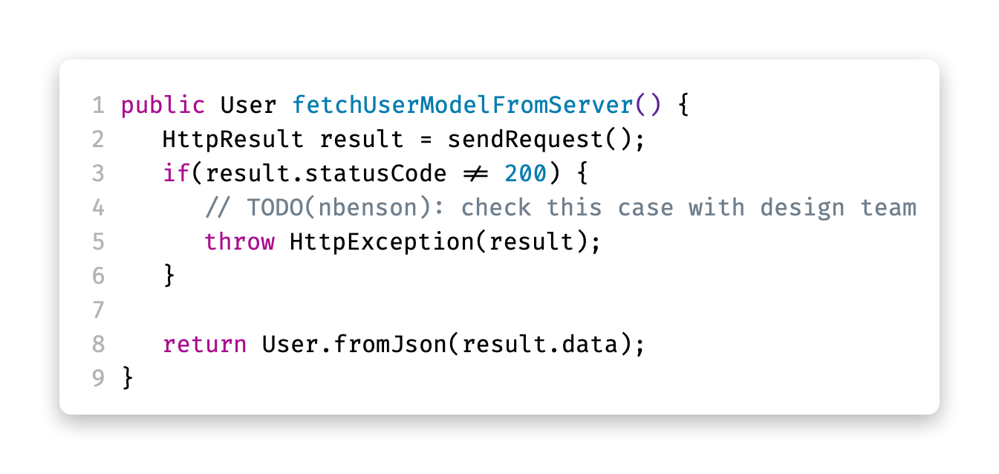 1 public User fetchUserModelFromServer() {
2 HttpResult result = sendRequest();
3 if(result.statusCode != 200) {
4 // TODO(nbenson): check this case with design team
5 throw HttpException(result);
6 }
7
8 return User.fromJson(result.data);
9 }